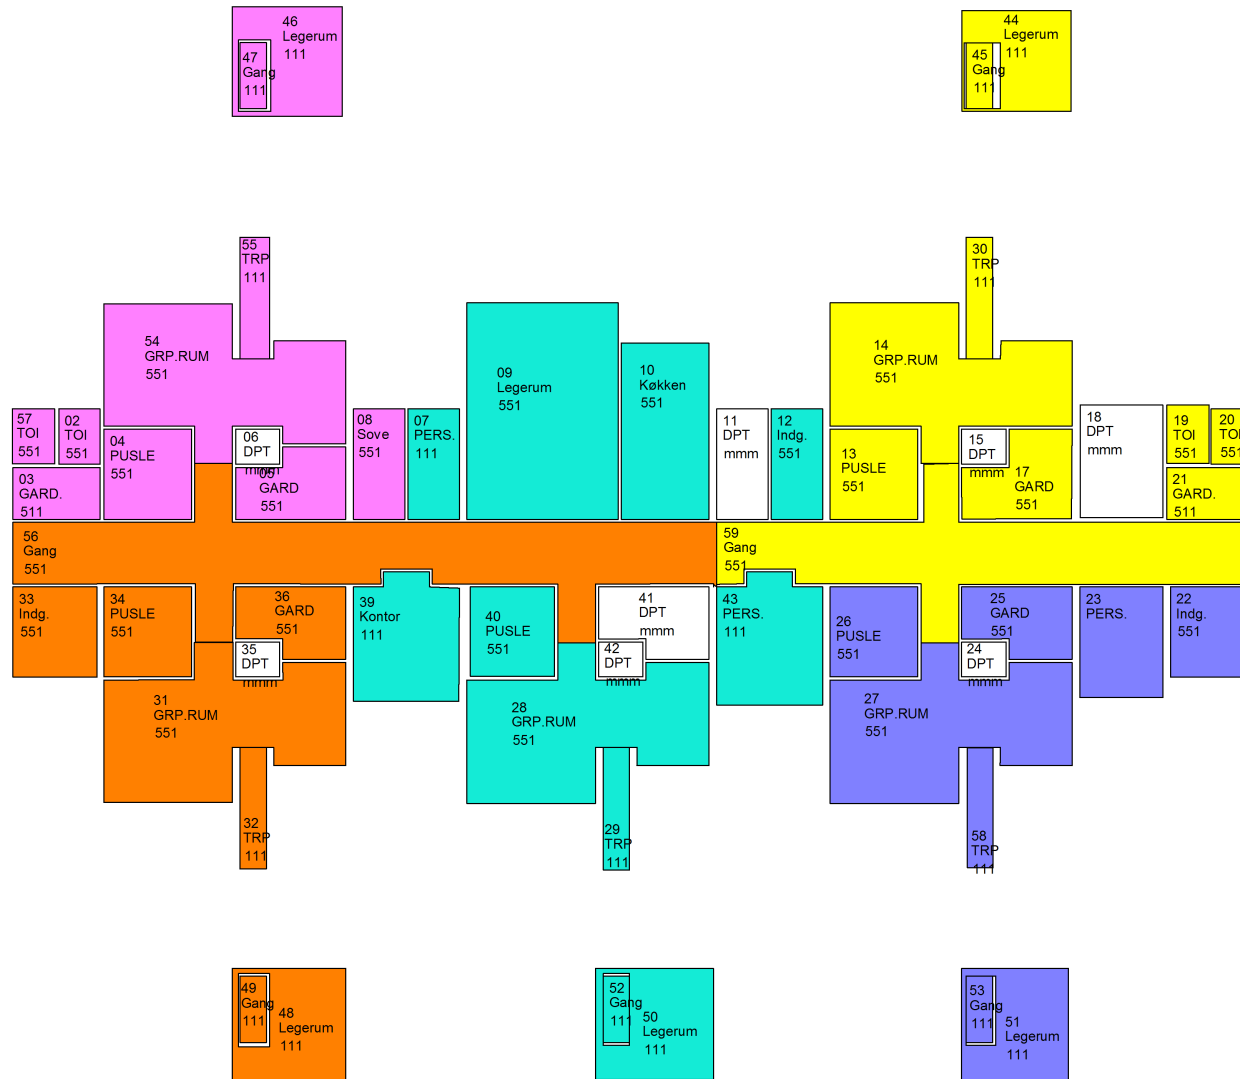 46
Legerum
111
47
Gang
111
44
Legerum
111
45
Gang
111
55
TRP
111
30
TRP
111
54
GRP.RUM
551
09
Legerum
551
10
Køkken
551
14
GRP.RUM
551
57
TOI
551
02
TOI
551
04
PUSLE
551
06
DPT
mmm
08
Sove
551
07
PERS.
111
11
DPT
mmm
12
Indg.
551
13
PUSLE
551
15
DPT
mmm
18
DPT
mmm
19
TOI
551
20
TOI
551
03
GARD.
511
05
GARD
551
17
GARD
551
21
GARD.
511
56
Gang
551
59
Gang
551
33
Indg.
551
34
PUSLE
551
36
GARD
551
39
Kontor
111
40
PUSLE
551
41
DPT
mmm
43
PERS.
111
26
PUSLE
551
25
GARD
551
23
PERS.
22
Indg.
551
35
DPT
mmm
42
DPT
mmm
24
DPT
mmm
31
GRP.RUM
551
28
GRP.RUM
551
27
GRP.RUM
551
32
TRP
111
29
TRP
111
58
TRP
111
49
Gang
111
48
Legerum
111
52
Gang
111
50
Legerum
111
53
Gang
111
51
Legerum
111